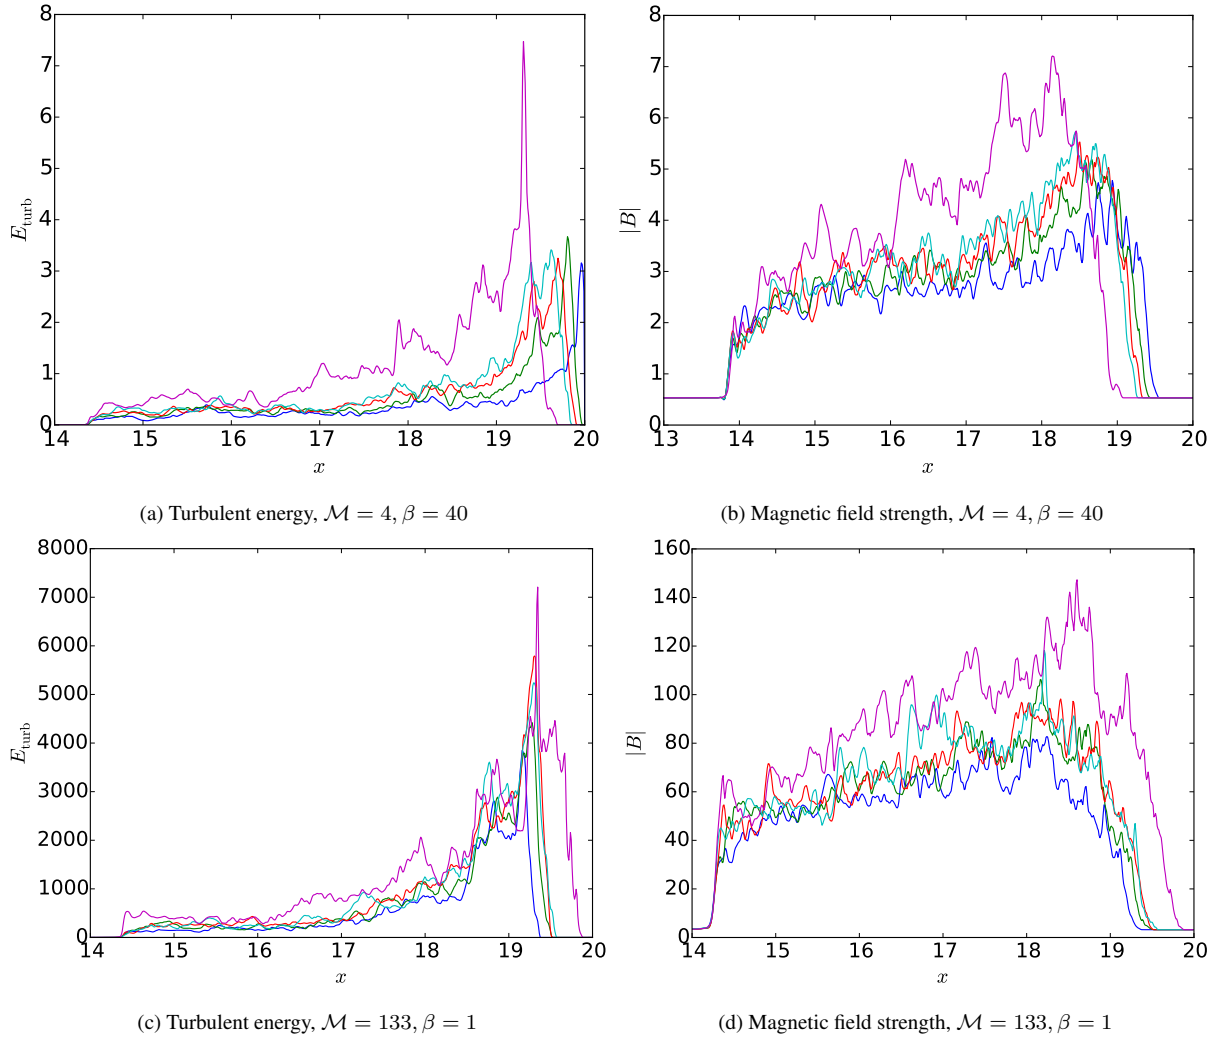 8
7
6
5
4
3
2
1
0
E_turb
14 15 16 17 18 19 20
x
(a) Turbulent energy, ℳ = 4, β = 40
8
7
6
5
4
3
2
1
0
|B|
13 14 15 16 17 18 19 20
x
(b) Magnetic field strength, ℳ = 4, β = 40
8000
7000
6000
5000
4000
3000
2000
1000
0
E_turb
14 15 16 17 18 19 20
x
(c) Turbulent energy, ℳ = 133, β = 1
160
140
120
100
80
60
40
20
0
|B|
14 15 16 17 18 19 20
x
(d) Magnetic field strength, ℳ = 133, β = 1